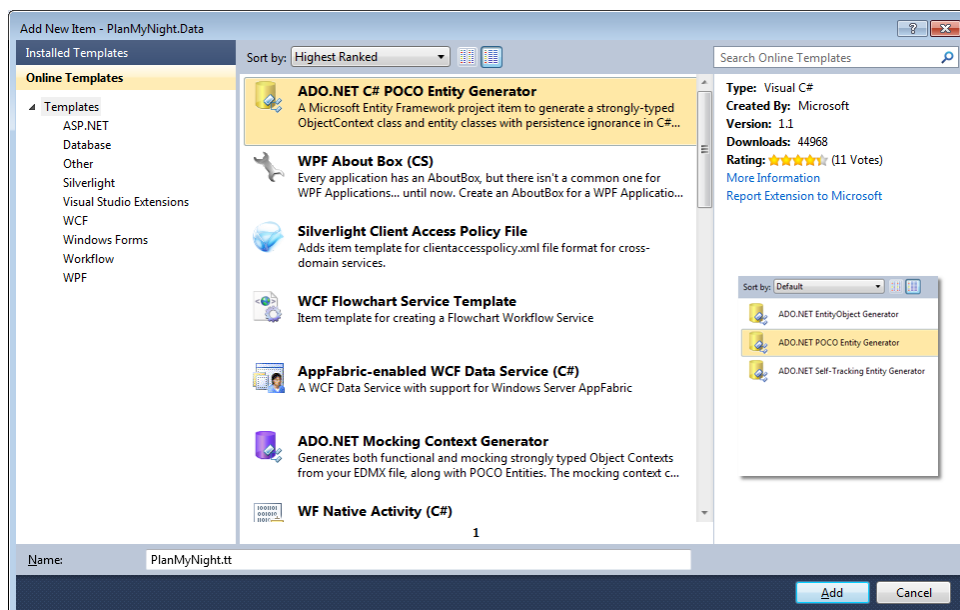 Add New Item - PlanMyNight.Data
Installed Templates
Online Templates
Templates
ASP.NET
Database
Other
Silverlight
Visual Studio Extensions
WCF
Windows Forms
Workflow
WPF
Sort by: Highest Ranked
ADO.NET C# POCO Entity Generator
A Microsoft Entity Framework project item to generate a strongly-typed
ObjectContext class and entity classes with persistence ignorance in C#...
WPF About Box (CS)
Every application has an AboutBox, but there isn't a common one for
WPF Applications... until now. Create an AboutBox for a WPF Applicatio...
Silverlight Client Access Policy File
Adds item template for clientaccesspolicy.xml file format for cross-
domain services.
WCF Flowchart Service Template
Item template for creating a Flowchart Workflow Service
AppFabric-enabled WCF Data Service (C#)
A WCF Data Service with support for Windows Server AppFabric
ADO.NET Mocking Context Generator
Generates both functional and mocking strongly typed Object Contexts
from your EDMX file, along with POCO Entities. The mocking context c...
WF Native Activity (C#)
1
Search Online Templates
Type: Visual C#
Created By: Microsoft
Version: 1.1
Downloads: 44968
Rating: (11 Votes)
More Information
Report Extension to Microsoft
Sort by: Default
ADO.NET EntityObject Generator
ADO.NET POCO Entity Generator
ADO.NET Self-Tracking Entity Generator
Name: PlanMyNight.tt
Add Cancel